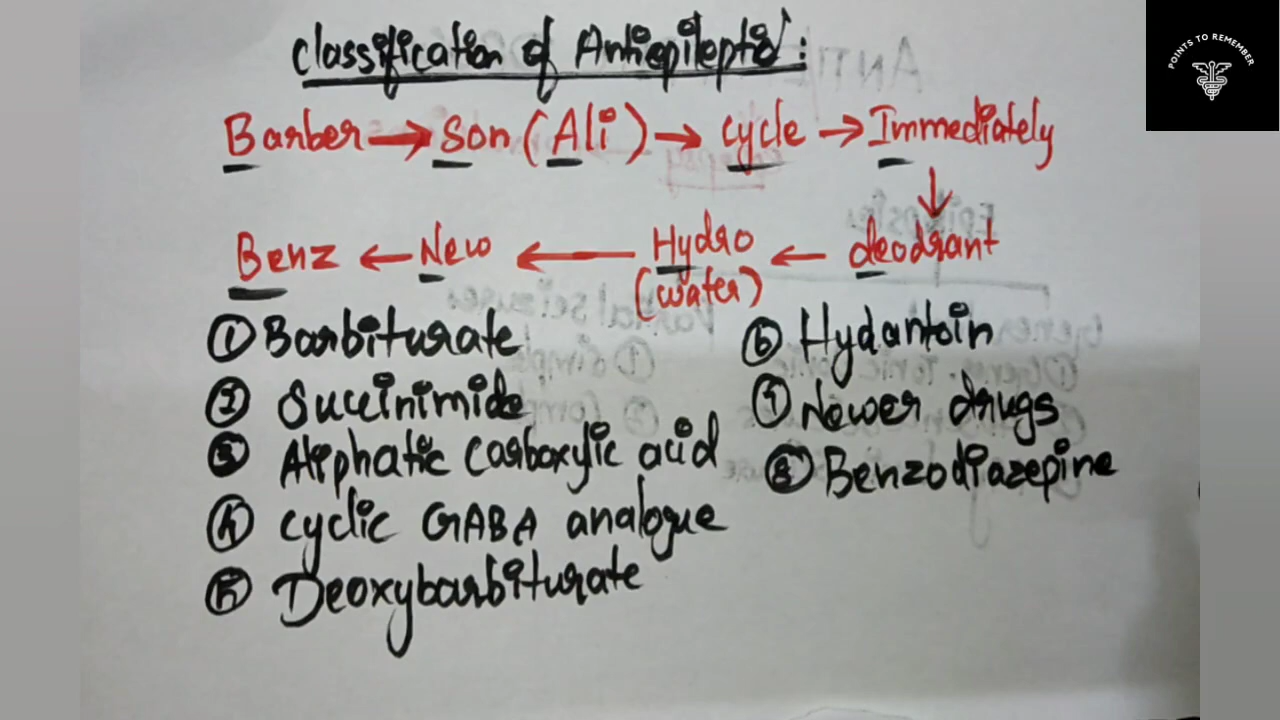 Classification of Antiepileptid:
Barber → Son (Ali) → cycle → Immediately
↓
Benz ← New ← Hydro ← deodrant
(water)
① Barbiturate
② Succinimide
③ Aliphatic Carboxylic acid
④ cyclic GABA analogue
⑤ Deoxybarbiturate
⑥ Hydantoin
⑦ Newer drugs
⑧ Benzodiazepine
POINTS TO REMEMBER